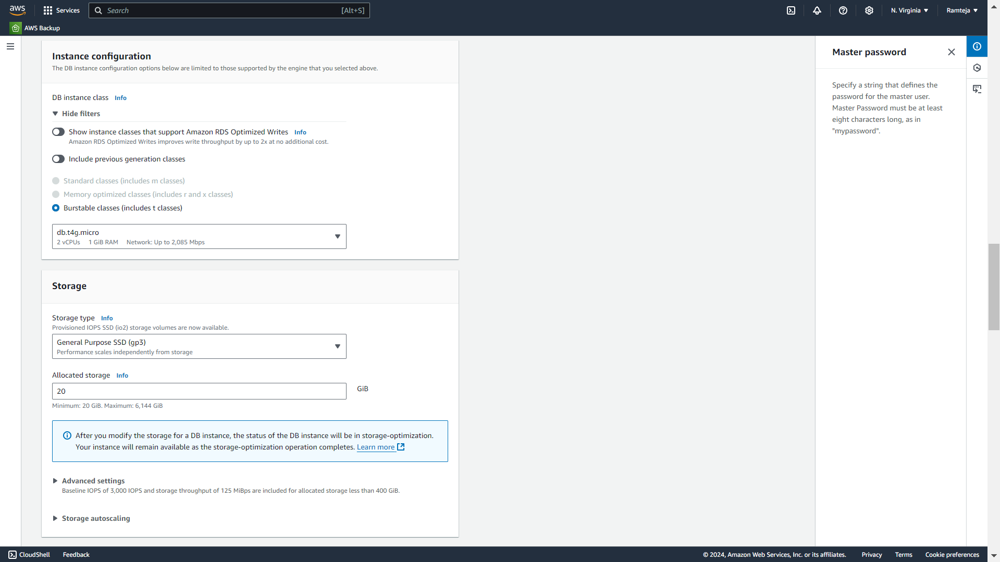 aws
Services
Search
[Alt+S]
N. Virginia
Ramteja
AWS Backup
Instance configuration
The DB instance configuration options below are limited to those supported by the engine that you selected above.
DB instance class Info
Hide filters
Show instance classes that support Amazon RDS Optimized Writes Info
Amazon RDS Optimized Writes improves write throughput by up to 2x at no additional cost.
Include previous generation classes
Standard classes (includes m classes)
Memory optimized classes (includes r and x classes)
Burstable classes (includes t classes)
db.t4g.micro
2 vCPUs 1 GiB RAM Network: Up to 2,085 Mbps
Storage
Storage type Info
Provisioned IOPS SSD (io2) storage volumes are now available.
General Purpose SSD (gp3)
Performance scales independently from storage
Allocated storage Info
20
GiB
Minimum: 20 GiB. Maximum: 6,144 GiB
After you modify the storage for a DB instance, the status of the DB instance will be in storage-optimization.
Your instance will remain available as the storage-optimization operation completes. Learn more
Advanced settings
Baseline IOPS of 3,000 IOPS and storage throughput of 125 MiBps are included for allocated storage less than 400 GiB.
Storage autoscaling
Master password
Specify a string that defines the
password for the master user.
Master Password must be at least
eight characters long, as in
"mypassword".
CloudShell
Feedback
© 2024, Amazon Web Services, Inc. or its affiliates.
Privacy
Terms
Cookie preferences